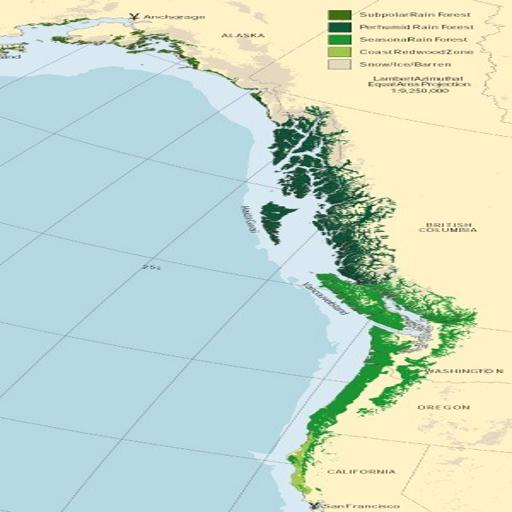 Anchorage
ALASKA
Subpolar Rain Forest
Perhumid Rain Forest
Seasonal Rain Forest
Coast Redwood Zone
Snow/Ice/Barren
Lambert Azimuthal
Equal Area Projection
1:9,250,000
Haida Gwaii
BRITISH
COLUMBIA
Vancouver Island
WASHINGTON
OREGON
CALIFORNIA
San Francisco